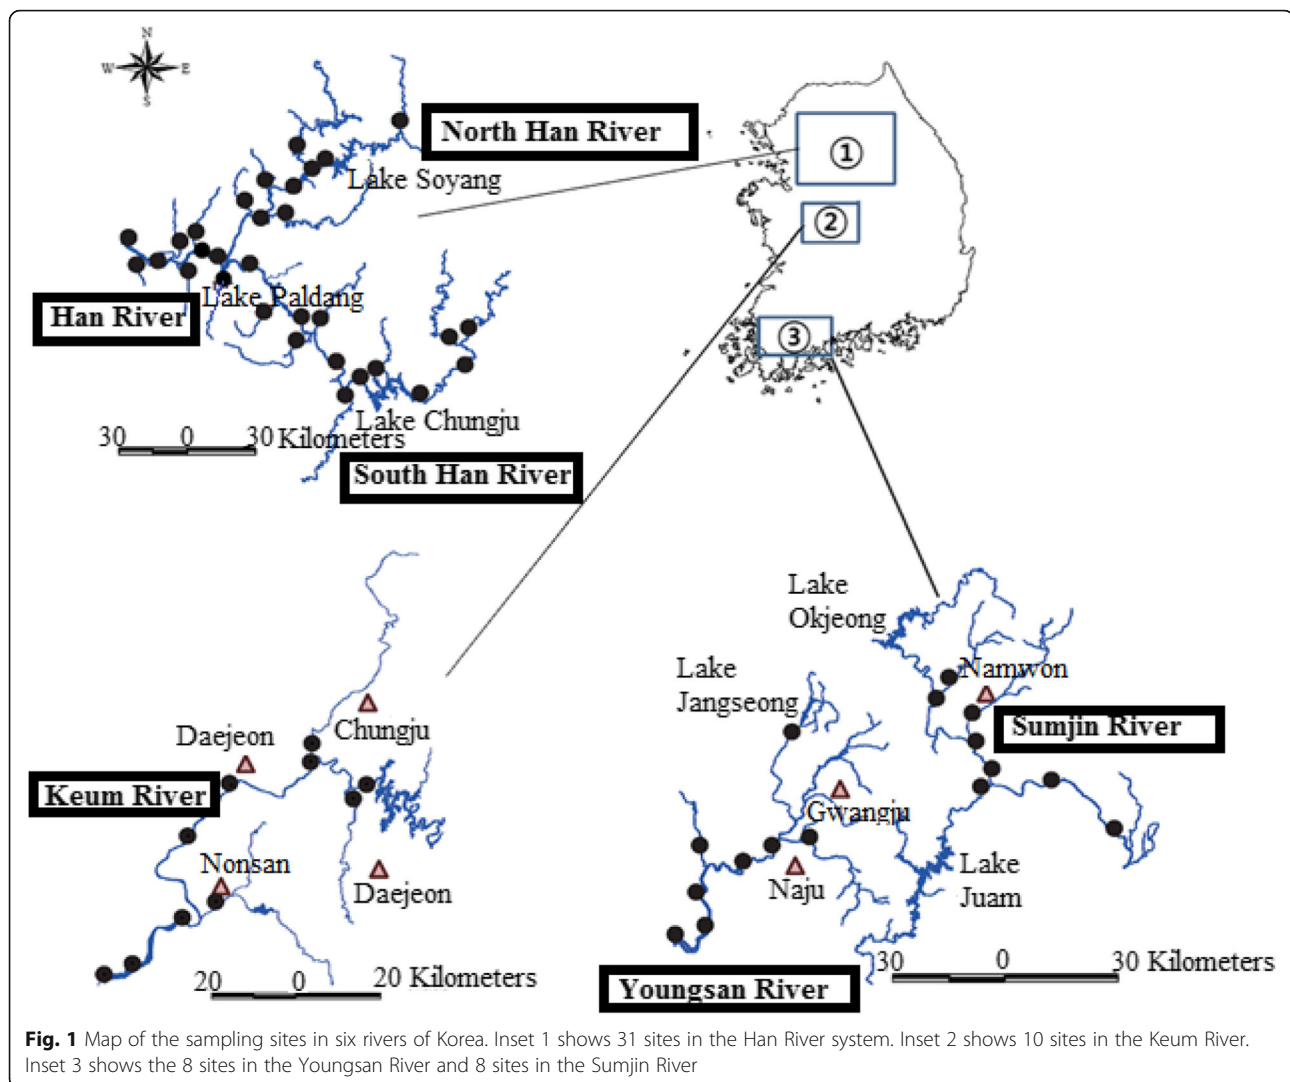 N
W E
S
North Han River
Lake Soyang
Han River
Lake Paldang
Lake Chungju
30 0 30 Kilometers
South Han River
①
②
③
Chungju
Daejeon
Keum River
Nonsan
Daejeon
20 0 20 Kilometers
Lake
Okjeong
Lake
Jangseong
Namwon
Sumjin River
Gwangju
Naju
Lake
Juam
Youngsan River
30 0 30 Kilometers
Fig. 1 Map of the sampling sites in six rivers of Korea. Inset 1 shows 31 sites in the Han River system. Inset 2 shows 10 sites in the Keum River.
Inset 3 shows the 8 sites in the Youngsan River and 8 sites in the Sumjin River